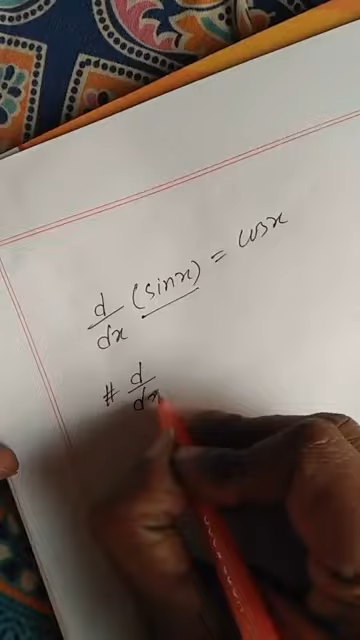 d/dx (sinx) = cosx
# d/dx